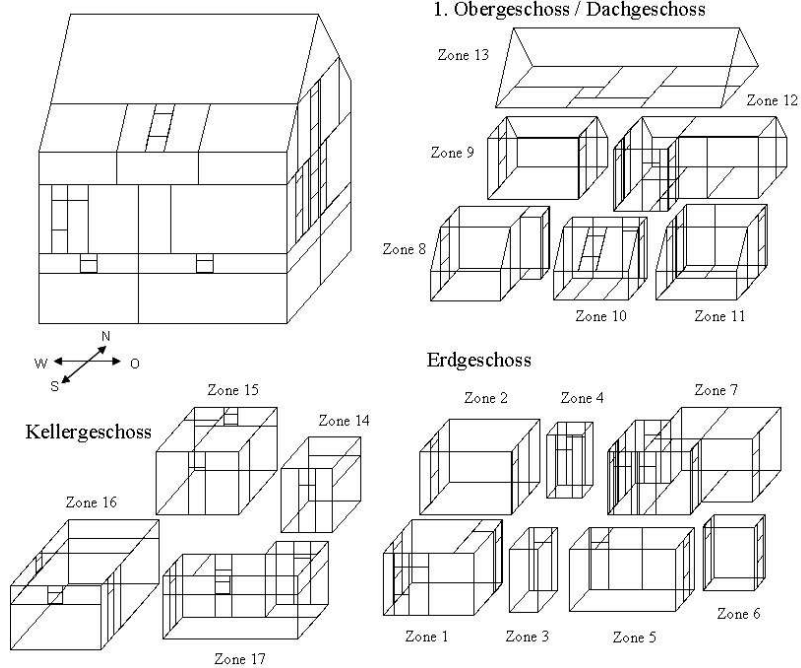 1. Obergeschoss / Dachgeschoss
Zone 13
Zone 12
Zone 9
Zone 8
Zone 10
Zone 11
N
W
O
S
Erdgeschoss
Zone 15
Zone 2
Zone 4
Zone 7
Zone 14
Kellergeschoss
Zone 16
Zone 1
Zone 3
Zone 5
Zone 6
Zone 17